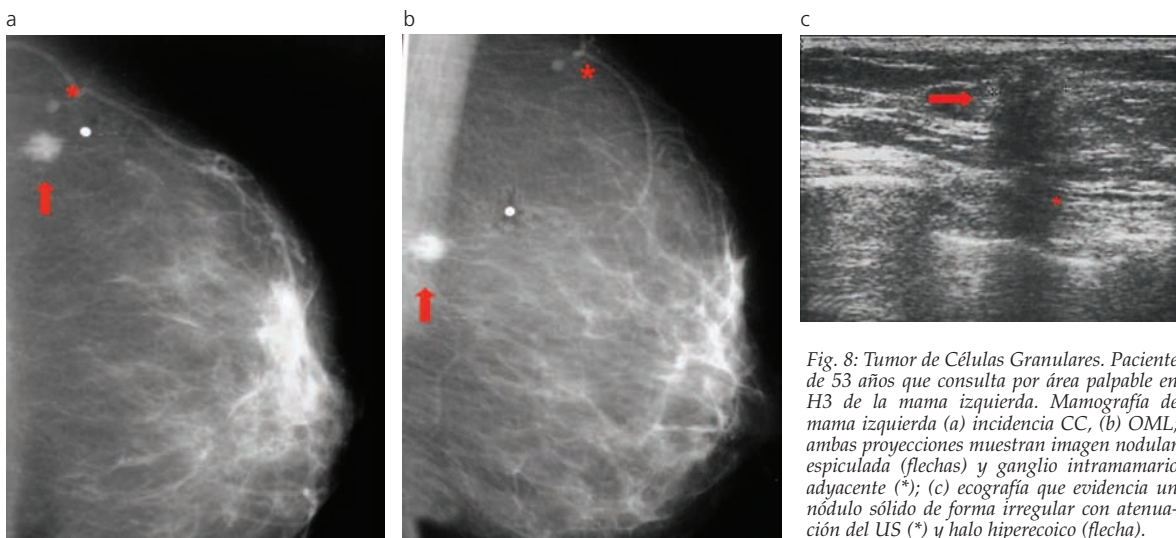 a
b
c
Fig. 8: Tumor de Células Granulares. Paciente
de 53 años que consulta por área palpable en
H3 de la mama izquierda. Mamografía de
mama izquierda (a) incidencia CC, (b) OML,
ambas proyecciones muestran imagen nodular
espiculada (flechas) y ganglio intramamario
adyacente (*); (c) ecografía que evidencia un
nódulo sólido de forma irregular con atenua-
ción del US (*) y halo hiperecoico (flecha).